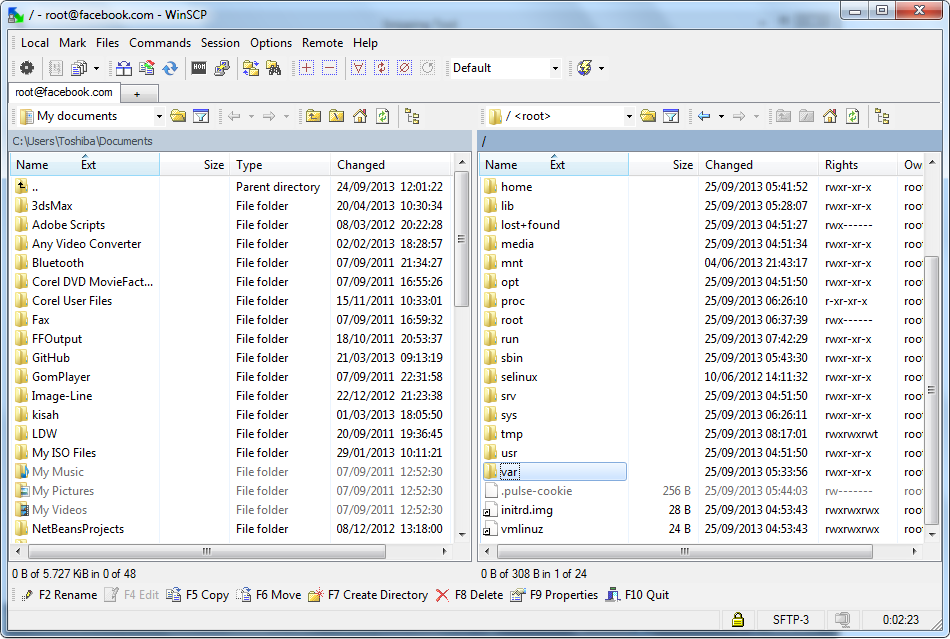 / - root@facebook.com - WinSCP
Local Mark Files Commands Session Options Remote Help
Default
root@facebook.com +
My documents / <root>
C:\Users\Toshiba\Documents /
Name Ext Size Type Changed Name Ext Size Changed Rights Ow
.. Parent directory 24/09/2013 12:01:22 home 25/09/2013 05:41:52 rwxr-xr-x roo
3dsMax File folder 20/04/2013 10:30:34 lib 25/09/2013 05:28:07 rwxr-xr-x roo
Adobe Scripts File folder 08/03/2012 20:22:28 lost+found 25/09/2013 04:51:27 rwx------ roo
Any Video Converter File folder 02/02/2013 18:28:57 media 25/09/2013 04:51:34 rwxr-xr-x roo
Bluetooth File folder 07/09/2011 21:34:27 mnt 04/06/2013 21:43:17 rwxr-xr-x roo
Corel DVD MovieFact... File folder 07/09/2011 16:55:26 opt 25/09/2013 04:51:50 rwxr-xr-x roo
Corel User Files File folder 15/11/2011 10:33:01 proc 25/09/2013 06:26:10 r-xr-xr-x roo
Fax File folder 07/09/2011 16:59:32 root 25/09/2013 06:37:39 rwx------ roo
FFOutput File folder 18/10/2011 20:53:37 run 25/09/2013 07:42:29 rwxr-xr-x roo
GitHub File folder 21/03/2013 09:13:19 sbin 25/09/2013 05:43:30 rwxr-xr-x roo
GomPlayer File folder 07/09/2011 22:31:58 selinux 10/06/2012 14:11:32 rwxr-xr-x roo
Image-Line File folder 22/12/2012 21:23:38 srv 25/09/2013 04:51:50 rwxr-xr-x roo
kisah File folder 01/03/2013 18:05:50 sys 25/09/2013 06:26:11 rwxr-xr-x roo
LDW File folder 20/09/2011 19:36:45 tmp 25/09/2013 08:17:01 rwxrwxrwt roo
My ISO Files File folder 29/01/2013 10:11:21 usr 25/09/2013 04:51:50 rwxr-xr-x roo
My Music File folder 07/09/2011 12:52:30 var 25/09/2013 05:33:56 rwxr-xr-x roo
My Pictures File folder 07/09/2011 12:52:30 .pulse-cookie 256 B 25/09/2013 05:44:03 rw------- roo
My Videos File folder 07/09/2011 12:52:30 initrd.img 28 B 25/09/2013 04:53:43 rwxrwxrwx roo
NetBeansProjects File folder 08/12/2012 13:18:00 vmlinuz 24 B 25/09/2013 04:53:43 rwxrwxrwx roo
0 B of 5.727 KiB in 0 of 48 0 B of 308 B in 1 of 24
F2 Rename F4 Edit F5 Copy F6 Move F7 Create Directory F8 Delete F9 Properties F10 Quit
SFTP-3 0:02:23